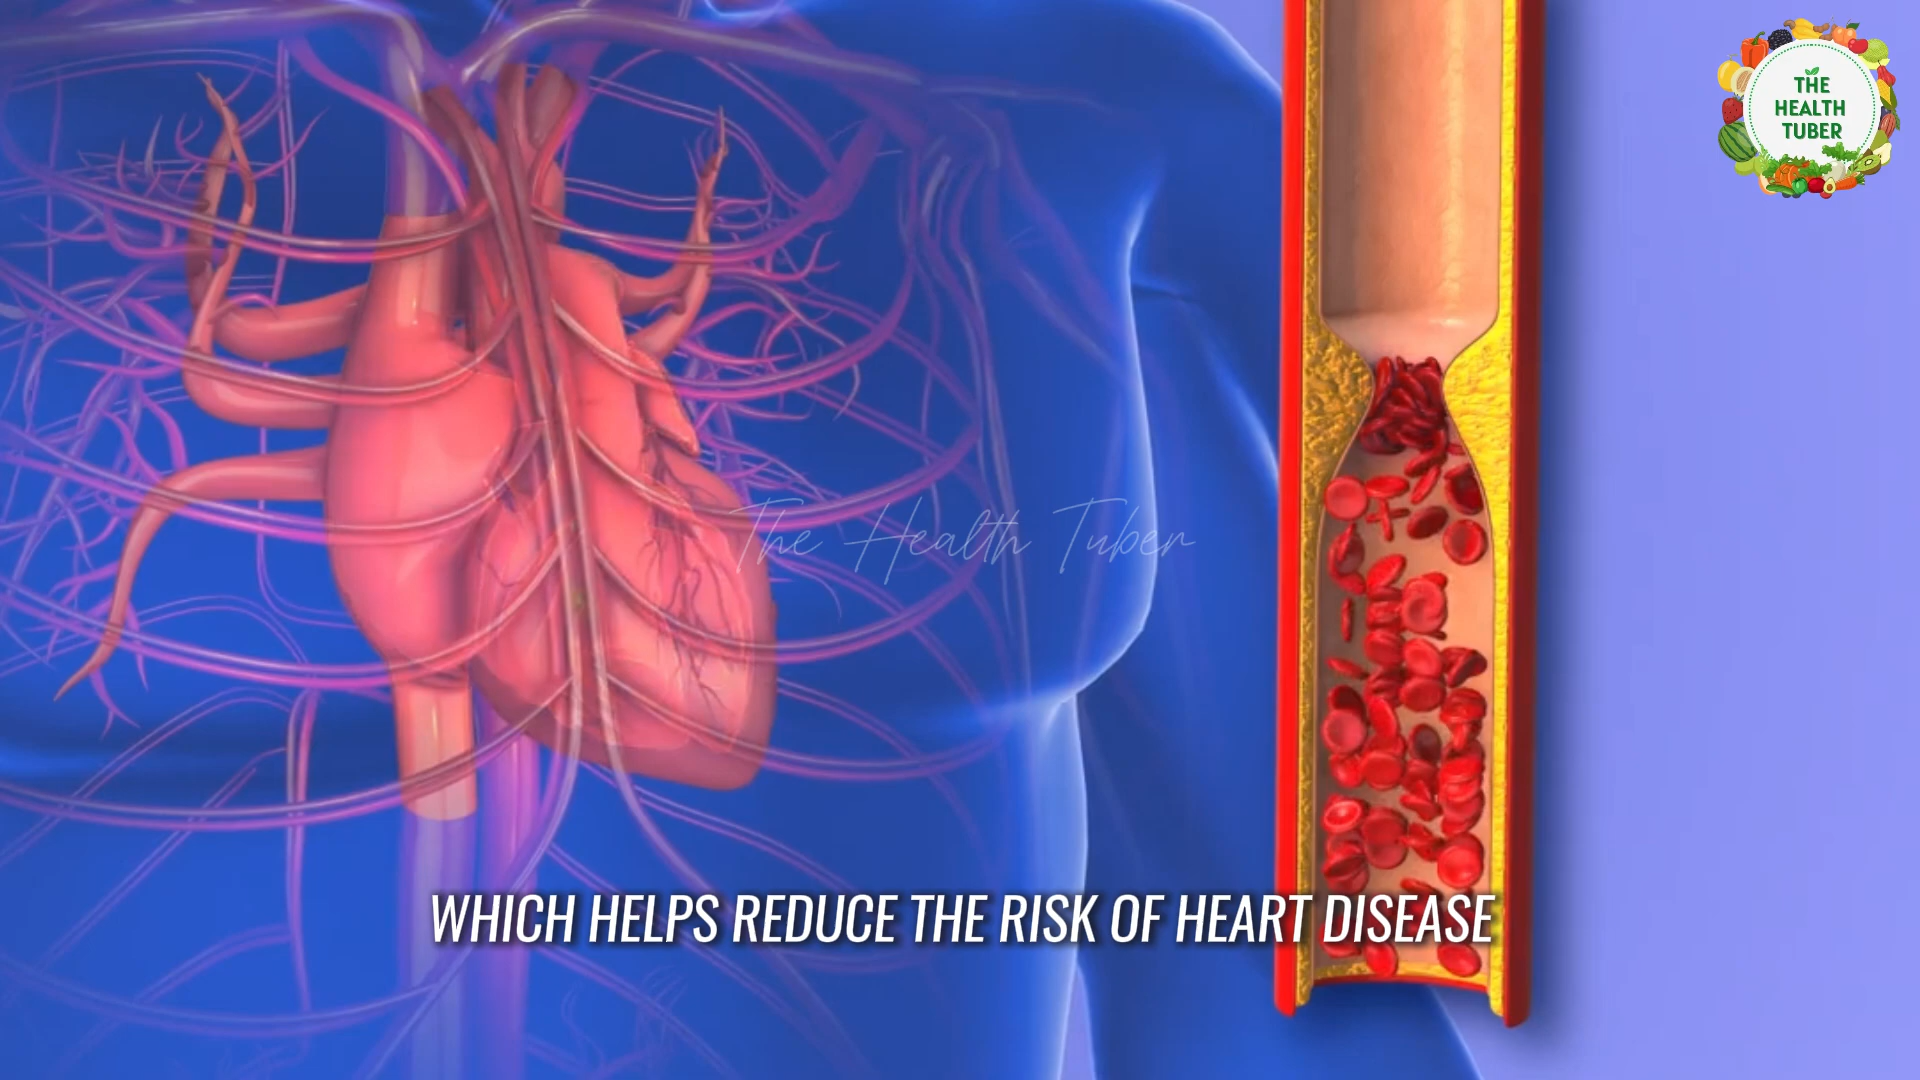 THE
HEALTH
TUBER
The Health Tuber
WHICH HELPS REDUCE THE RISK OF HEART DISEASE